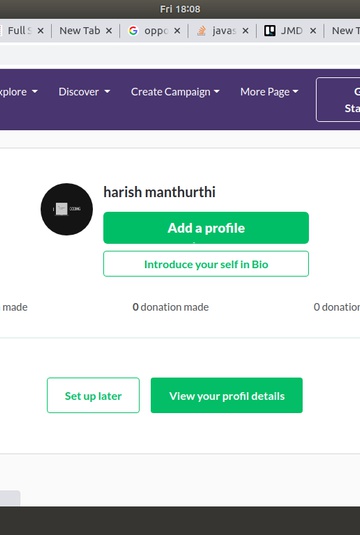 Fri 18:08
Full S New Tab oppo javas JMD New T
xplore Discover Create Campaign More Page G
Sta
harish manthurthi
Add a profile
Introduce your self in Bio
made 0 donation made 0 donation
Set up later View your profil details